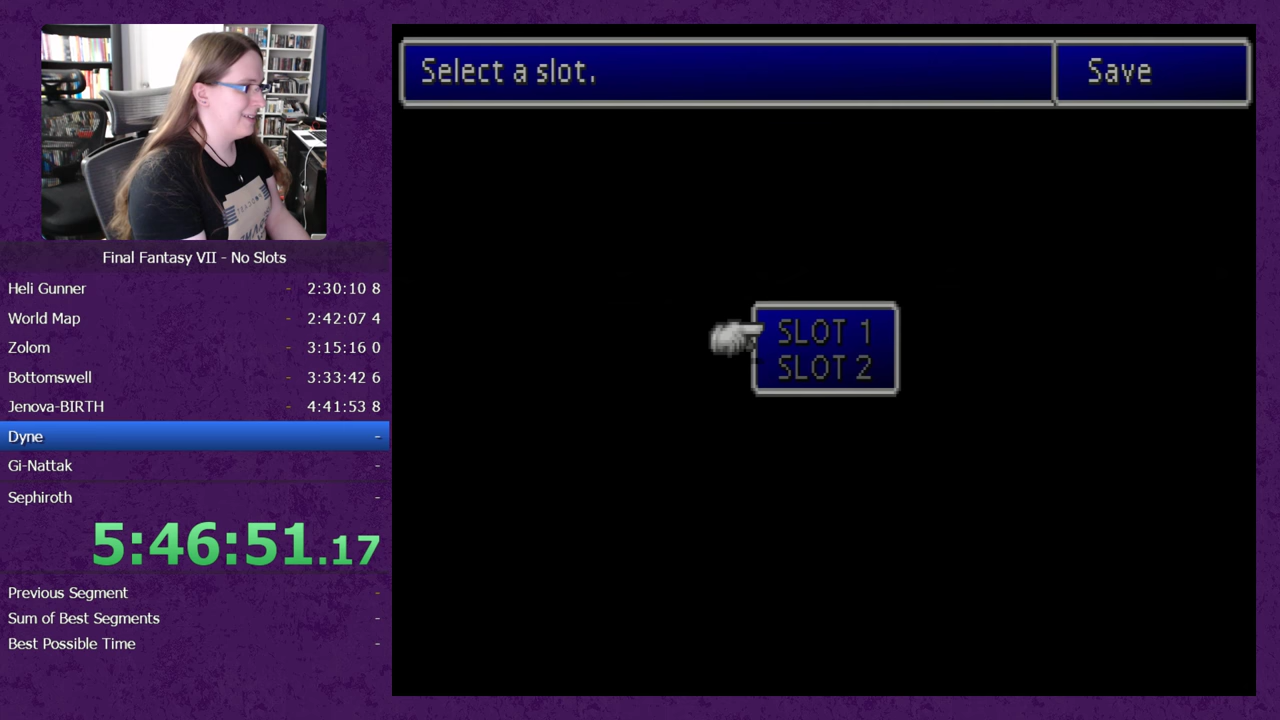 Select a slot.
Save
SLOT 1
SLOT 2
Final Fantasy VII - No Slots
Heli Gunner - 2:30:10 8
World Map - 2:42:07 4
Zolom - 3:15:16 0
Bottomswell - 3:33:42 6
Jenova-BIRTH - 4:41:53 8
Dyne -
Gi-Nattak -
Sephiroth -
5:46:51.17
Previous Segment -
Sum of Best Segments -
Best Possible Time -